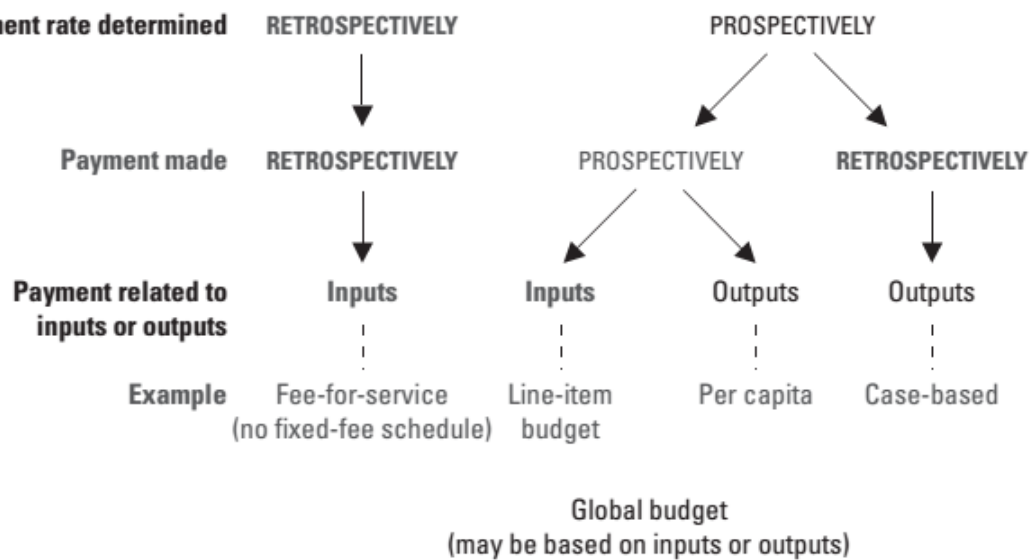 ment rate determined RETROSPECTIVELY PROSPECTIVELY
Payment made RETROSPECTIVELY PROSPECTIVELY RETROSPECTIVELY
Payment related to Inputs Inputs Outputs Outputs
inputs or outputs
Example Fee-for-service Line-item Per capita Case-based
(no fixed-fee schedule) budget
Global budget
(may be based on inputs or outputs)